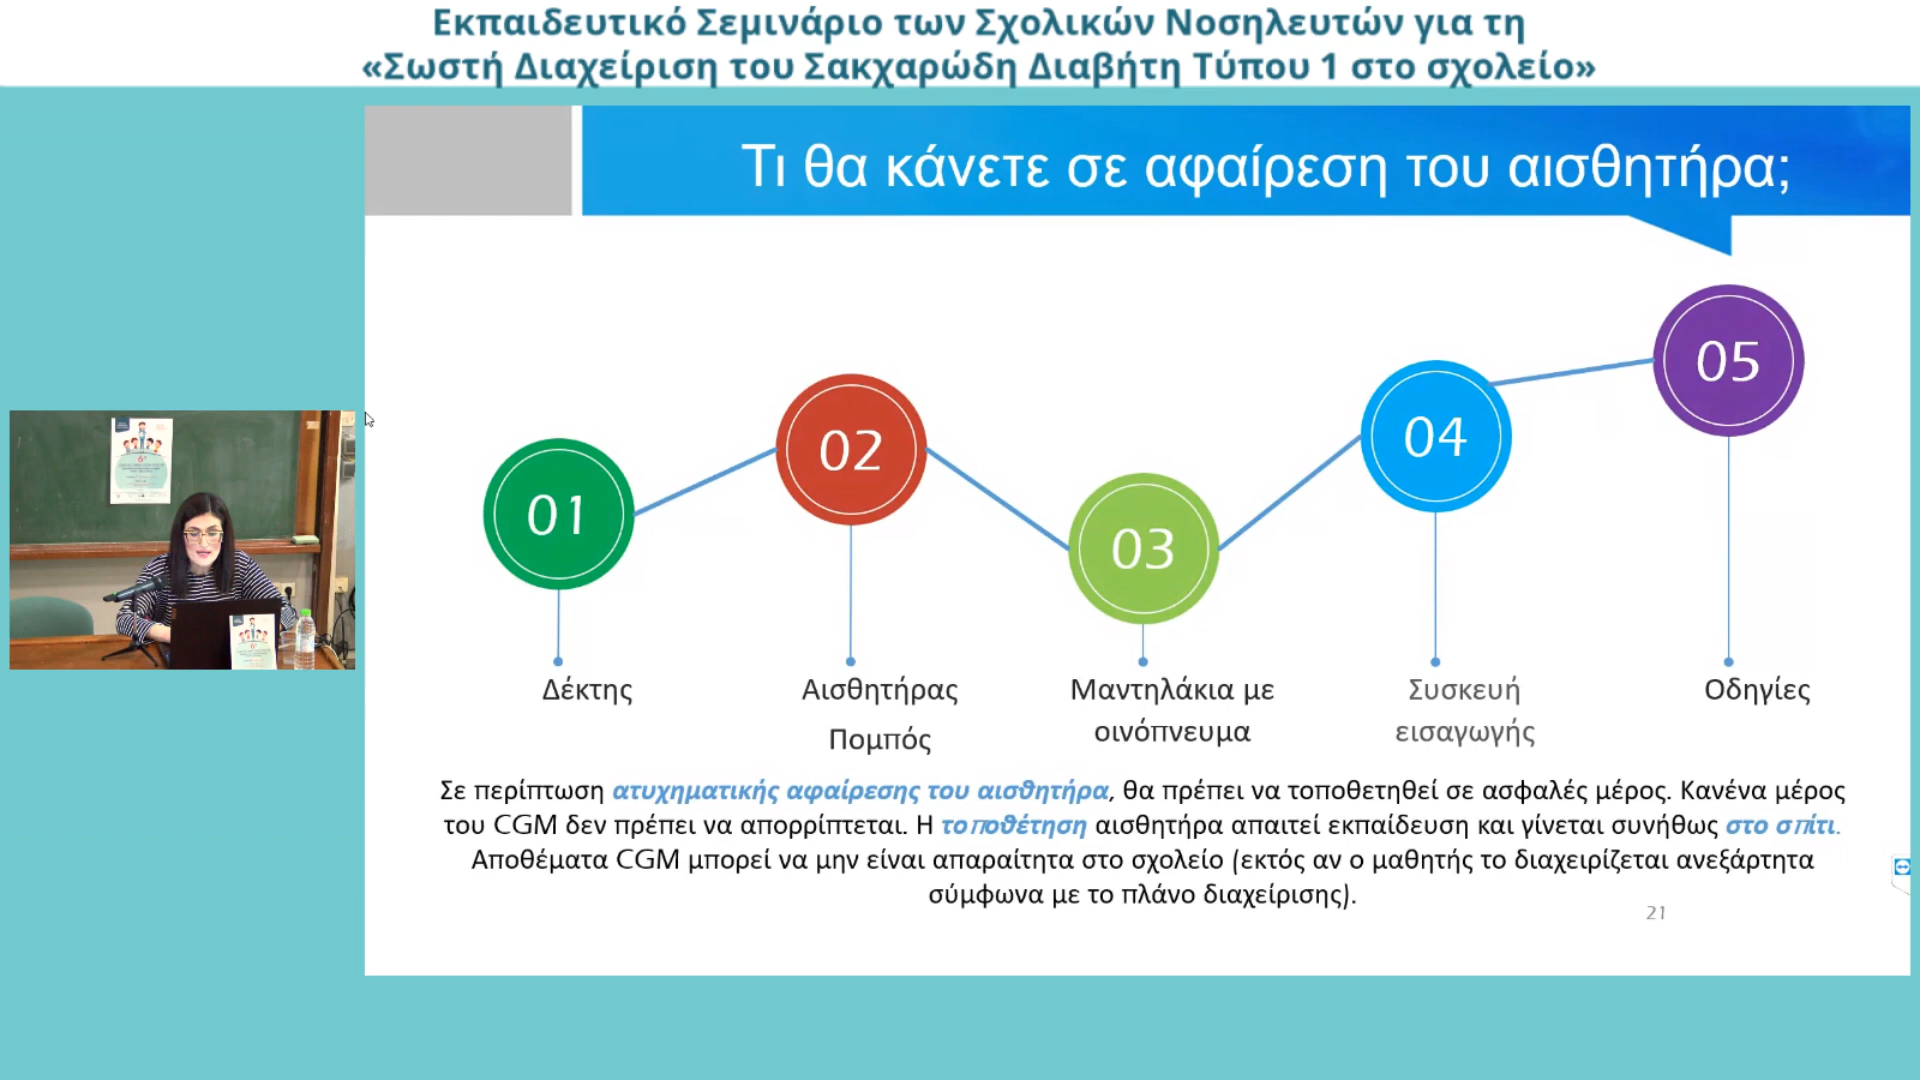 Εκπαιδευτικό Σεμινάριο των Σχολικών Νοσηλευτών για τη
«Σωστή Διαχείριση του Σακχαρώδη Διαβήτη Τύπου 1 στο σχολείο»
Τι θα κάνετε σε αφαίρεση του αισθητήρα;
01
02
03
04
05
Δέκτης
Αισθητήρας
Πομπός
Μαντηλάκια με
οινόπνευμα
Συσκευή
εισαγωγής
Οδηγίες
Σε περίπτωση ατυχηματικής αφαίρεσης του αισθητήρα, θα πρέπει να τοποθετηθεί σε ασφαλές μέρος. Κανένα μέρος
του CGM δεν πρέπει να απορρίπτεται. Η τοποθέτηση αισθητήρα απαιτεί εκπαίδευση και γίνεται συνήθως στο σπίτι.
Αποθέματα CGM μπορεί να μην είναι απαραίτητα στο σχολείο (εκτός αν ο μαθητής το διαχειρίζεται ανεξάρτητα
σύμφωνα με το πλάνο διαχείρισης).
21